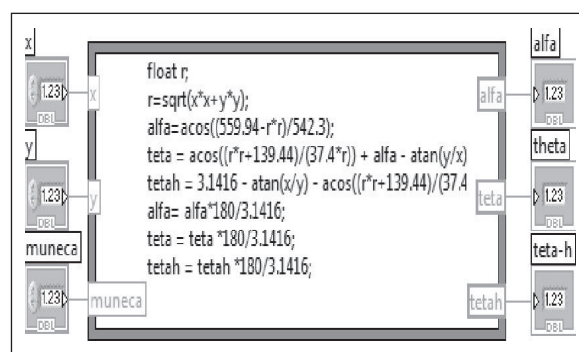 x
1.23
DBL
x
y
1.23
DBL
y
muneca
1.23
DBL
muneca
float r;
r=sqrt(x*x+y*y);
alfa=acos((559.94-r*r)/542.3);
teta = acos((r*r+139.44)/(37.4*r)) + alfa - atan(y/x)
tetah = 3.1416 - atan(x/y) - acos((r*r+139.44)/(37.4
alfa= alfa*180/3.1416;
teta = teta *180/3.1416;
tetah = tetah *180/3.1416;
alfa
alfa
1.23
DBL
theta
teta
1.23
DBL
teta-h
tetah
1.23
DBL